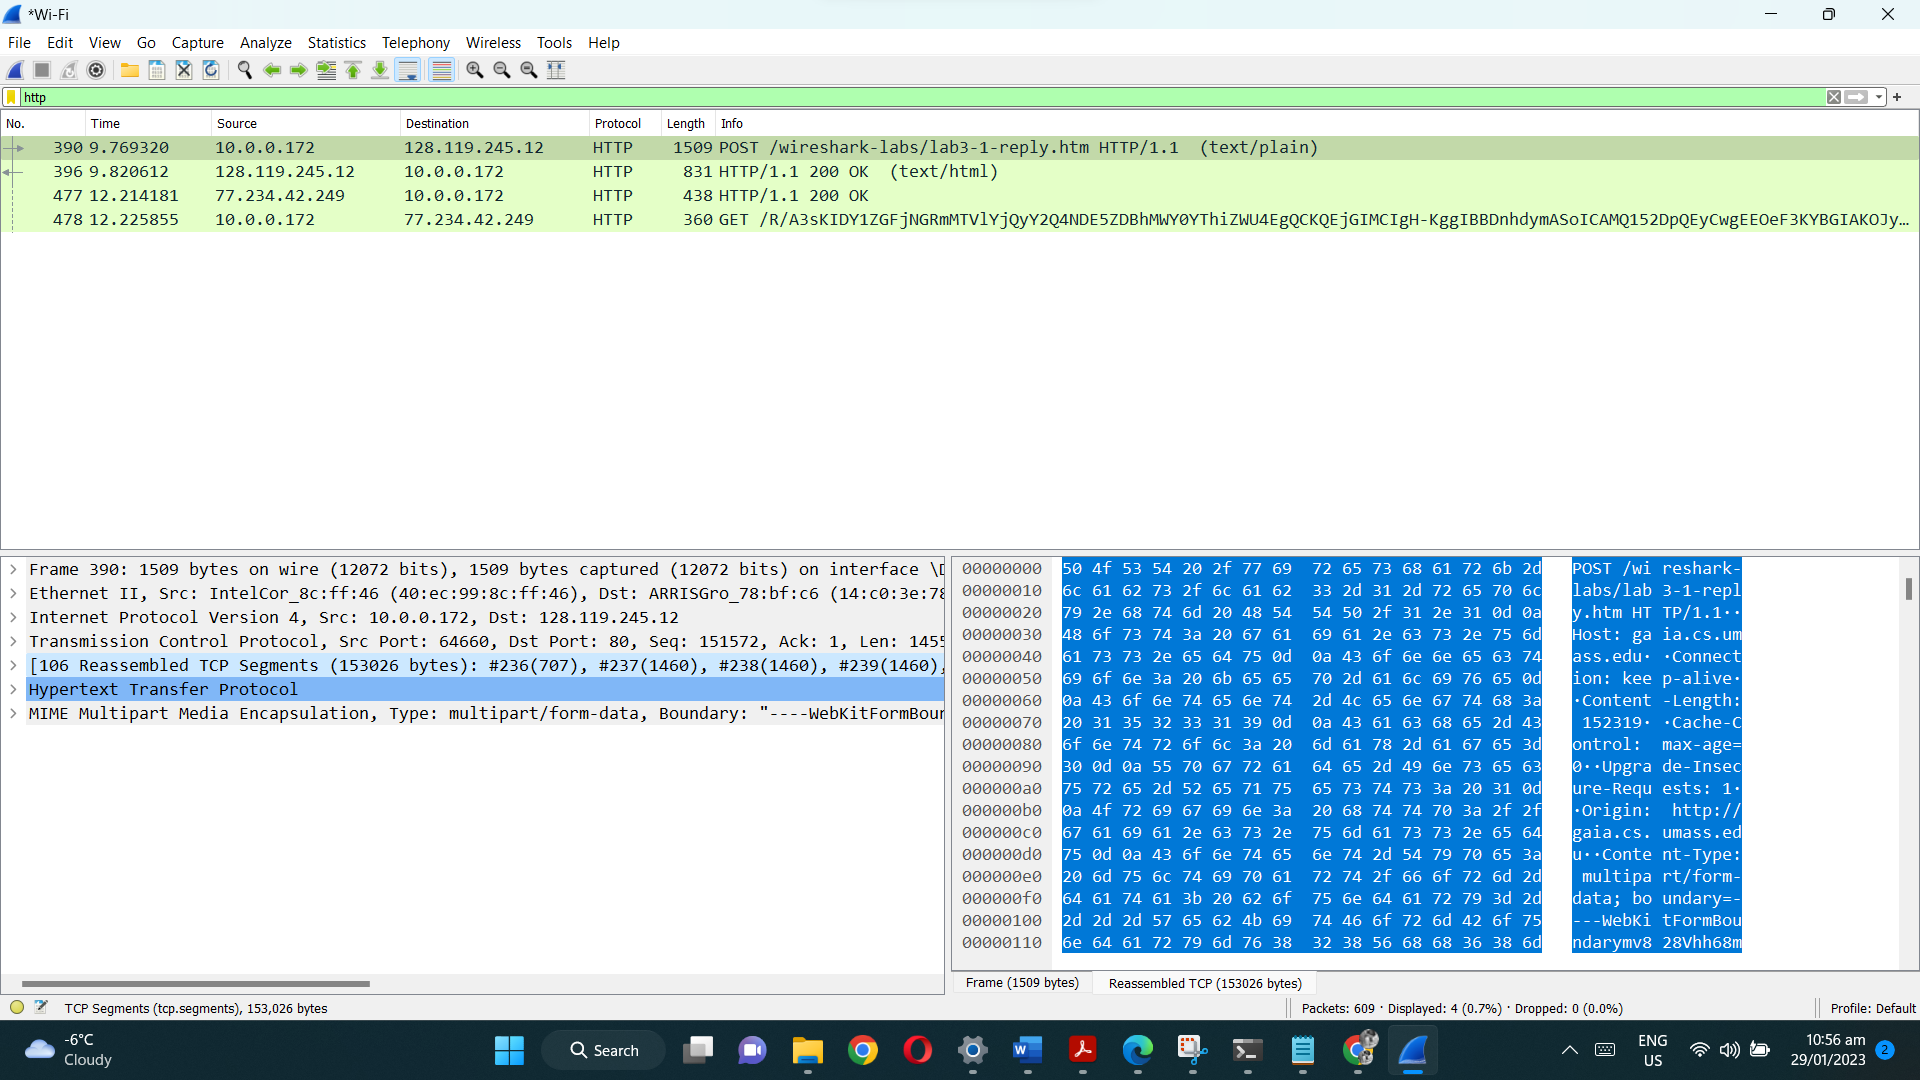 *Wi-Fi
File Edit View Go Capture Analyze Statistics Telephony Wireless Tools Help
http
No. Time Source Destination Protocol Length Info
390 9.769320 10.0.0.172 128.119.245.12 HTTP 1509 POST /wireshark-labs/lab3-1-reply.htm HTTP/1.1 (text/plain)
396 9.820612 128.119.245.12 10.0.0.172 HTTP 831 HTTP/1.1 200 OK (text/html)
477 12.214181 77.234.42.249 10.0.0.172 HTTP 438 HTTP/1.1 200 OK
478 12.225855 10.0.0.172 77.234.42.249 HTTP 360 GET /R/A3sKIDY1ZGFjNGRmMTVlYjQyY2Q4NDE5ZDBhMWY0YThiZWU4EgQCKQEjGIMCIgH-KggIBBDnhdymASoICAMQ152DpQEyCwgEEOeF3KYBGIAKOJy…
Frame 390: 1509 bytes on wire (12072 bits), 1509 bytes captured (12072 bits) on interface \D
Ethernet II, Src: IntelCor_8c:ff:46 (40:ec:99:8c:ff:46), Dst: ARRISGro_78:bf:c6 (14:c0:3e:78
Internet Protocol Version 4, Src: 10.0.0.172, Dst: 128.119.245.12
Transmission Control Protocol, Src Port: 64660, Dst Port: 80, Seq: 151572, Ack: 1, Len: 1455
[106 Reassembled TCP Segments (153026 bytes): #236(707), #237(1460), #238(1460), #239(1460),
Hypertext Transfer Protocol
MIME Multipart Media Encapsulation, Type: multipart/form-data, Boundary: "----WebKitFormBour
00000000 50 4f 53 54 20 2f 77 69 72 65 73 68 61 72 6b 2d POST /wi reshark-
00000010 6c 61 62 73 2f 6c 61 62 33 2d 31 2d 72 65 70 6c labs/lab 3-1-repl
00000020 79 2e 68 74 6d 20 48 54 54 50 2f 31 2e 31 0d 0a y.htm HT TP/1.1··
00000030 48 6f 73 74 3a 20 67 61 69 61 2e 63 73 2e 75 6d Host: ga ia.cs.um
00000040 61 73 73 2e 65 64 75 0d 0a 43 6f 6e 6e 65 63 74 ass.edu· ·Connect
00000050 69 6f 6e 3a 20 6b 65 65 70 2d 61 6c 69 76 65 0d ion: kee p-alive·
00000060 0a 43 6f 6e 74 65 6e 74 2d 4c 65 6e 67 74 68 3a ·Content -Length:
00000070 20 31 35 32 33 31 39 0d 0a 43 61 63 68 65 2d 43 152319· ·Cache-C
00000080 6f 6e 74 72 6f 6c 3a 20 6d 61 78 2d 61 67 65 3d ontrol: max-age=
00000090 30 0d 0a 55 70 67 72 61 64 65 2d 49 6e 73 65 63 0··Upgra de-Insec
000000a0 75 72 65 2d 52 65 71 75 65 73 74 73 3a 20 31 0d ure-Requ ests: 1·
000000b0 0a 4f 72 69 67 69 6e 3a 20 68 74 74 70 3a 2f 2f ·Origin: http://
000000c0 67 61 69 61 2e 63 73 2e 75 6d 61 73 73 2e 65 64 gaia.cs. umass.ed
000000d0 75 0d 0a 43 6f 6e 74 65 6e 74 2d 54 79 70 65 3a u··Conte nt-Type:
000000e0 20 6d 75 6c 74 69 70 61 72 74 2f 66 6f 72 6d 2d multipa rt/form-
000000f0 64 61 74 61 3b 20 62 6f 75 6e 64 61 72 79 3d 2d data; bo undary=-
00000100 2d 2d 2d 57 65 62 4b 69 74 46 6f 72 6d 42 6f 75 ---WebKi tFormBou
00000110 6e 64 61 72 79 6d 76 38 32 38 56 68 68 36 38 6d ndarymv8 28Vhh68m
Frame (1509 bytes) Reassembled TCP (153026 bytes)
TCP Segments (tcp.segments), 153,026 bytes Packets: 609 · Displayed: 4 (0.7%) · Dropped: 0 (0.0%) Profile: Default
-6°C
Cloudy
Search
ENG
US
10:56 am
29/01/2023
2